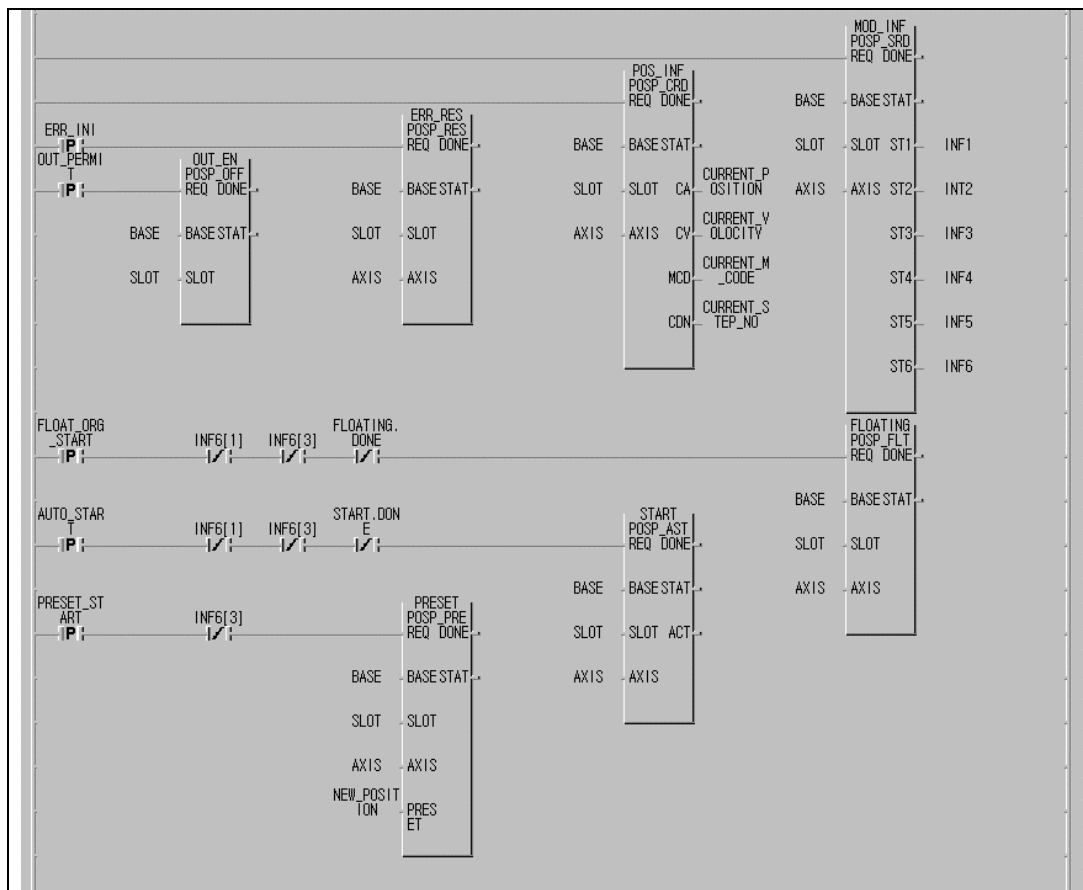 MOD_INF
POSP_SRD
REQ DONE
POS_INF
POSP_CRD
REQ DONE
BASE BASE STAT
ERR_RES
POSP_RES
REQ DONE
ERR_INI
P
BASE BASE STAT
SLOT SLOT ST1 INF1
OUT_PERMI
T
P
OUT_EN
POSP_OFF
REQ DONE
BASE BASE STAT
SLOT SLOT CA CURRENT_P
OSITION
AXIS AXIS ST2 INT2
BASE BASE STAT
SLOT SLOT
AXIS AXIS CV CURRENT_V
OLOCITY
ST3 INF3
SLOT SLOT
AXIS AXIS
MCD CURRENT_M
_CODE
ST4 INF4
CDN CURRENT_S
TEP_NO
ST5 INF5
ST6 INF6
FLOAT_ORG
_START
P
INF6[1]
INF6[3]
FLOATING.
DONE
FLOATING
POSP_FLT
REQ DONE
BASE BASE STAT
AUTO_STAR
T
P
INF6[1]
INF6[3]
START.DON
E
START
POSP_AST
REQ DONE
SLOT SLOT
BASE BASE STAT
AXIS AXIS
PRESET_ST
ART
P
INF6[3]
PRESET
POSP_PRE
REQ DONE
SLOT SLOT ACT
BASE BASE STAT
AXIS AXIS
SLOT SLOT
AXIS AXIS
NEW_POSIT
ION
PRES
ET